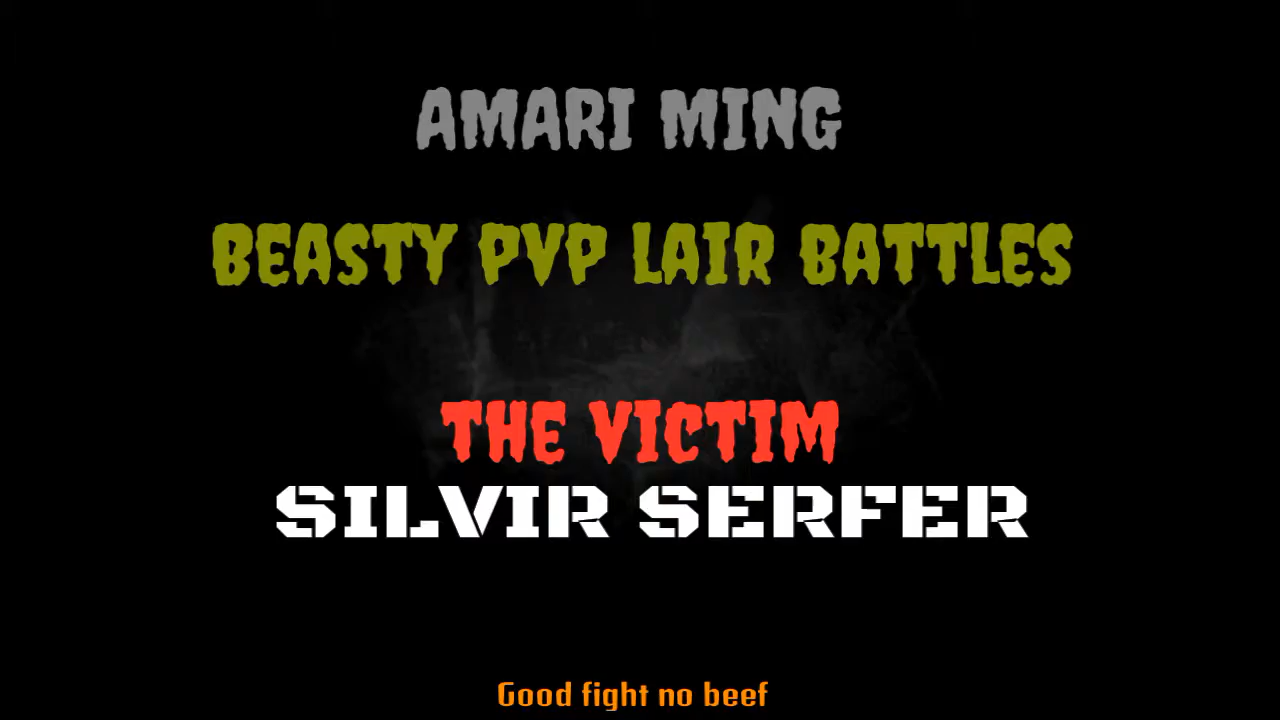 AMARI MING
BEASTY PVP LAIR BATTLES
THE VICTIM
SILVIR SERFER
Good fight no beef